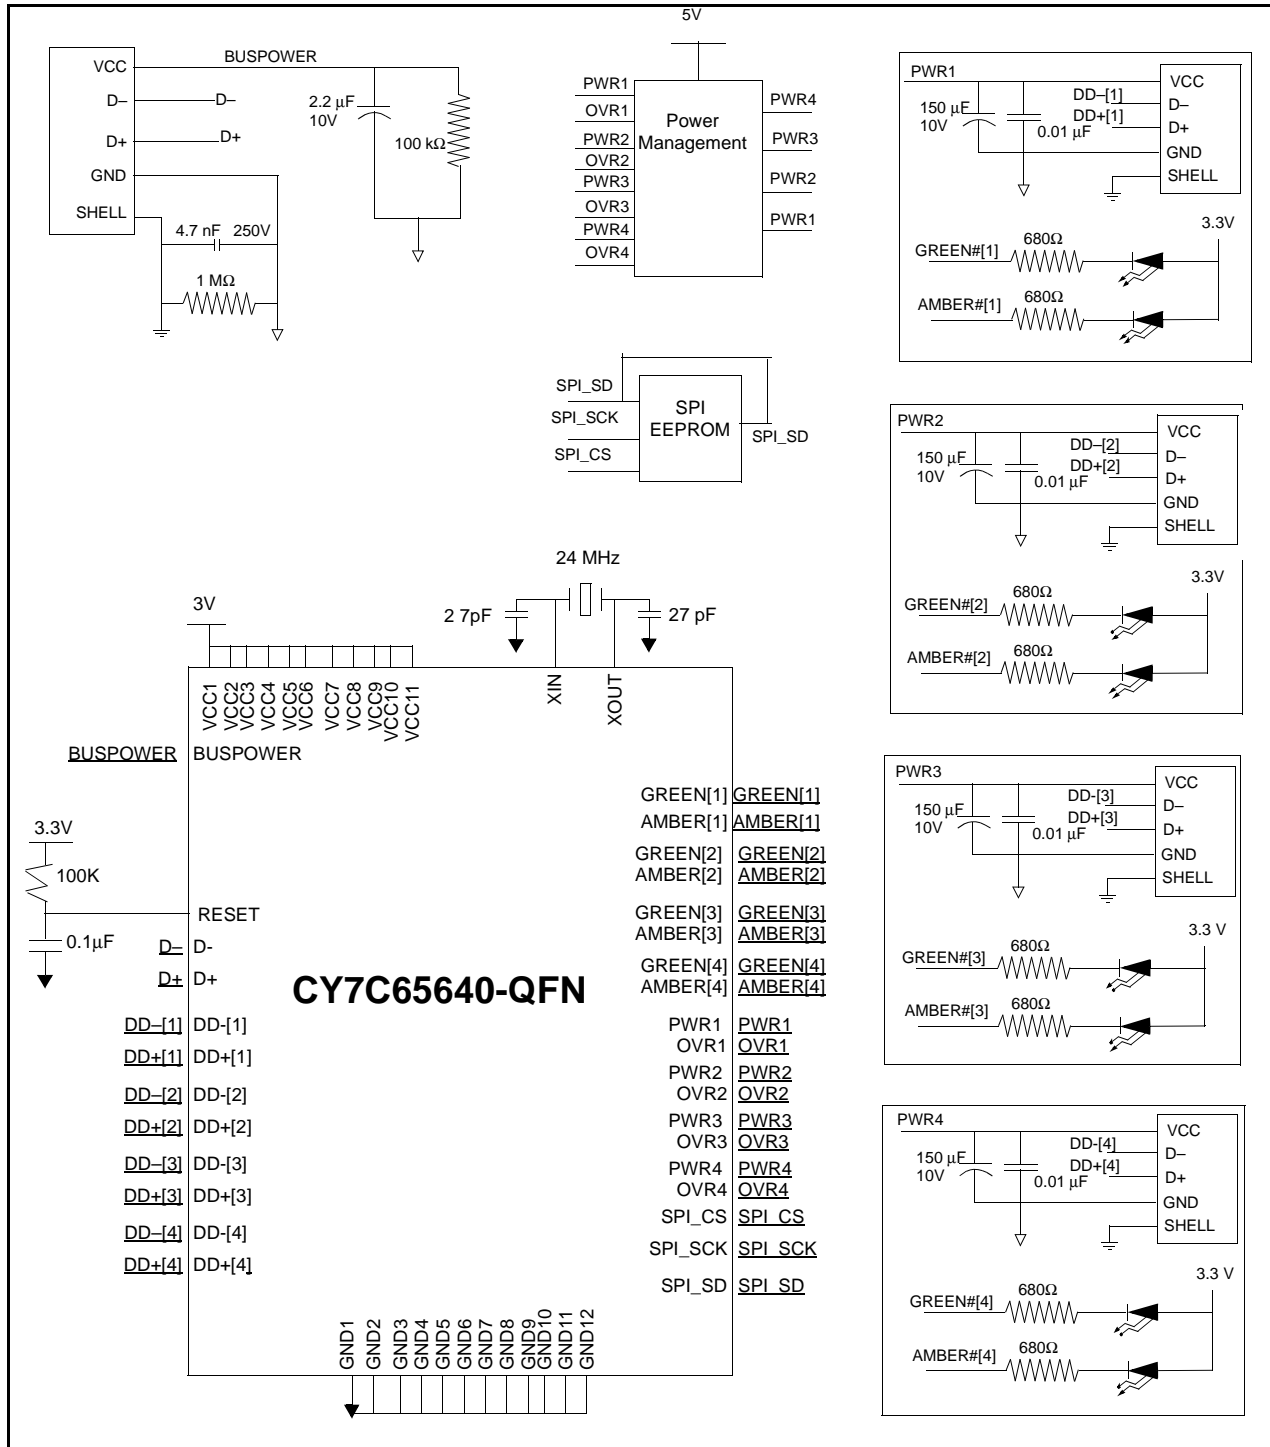 VCC
BUSPOWER
D–
D–
D+
D+
GND
SHELL
2.2 µF
10V
100 kΩ
4.7 nF 250V
1 MΩ
5V
PWR1
OVR1
PWR2
OVR2
PWR3
OVR3
PWR4
OVR4
Power
Management
PWR4
PWR3
PWR2
PWR1
SPI_SD
SPI_SCK
SPI_CS
SPI
EEPROM
SPI_SD
PWR1
150 µF
10V
0.01 µF
DD–[1]
DD+[1]
VCC
D–
D+
GND
SHELL
3.3V
680Ω
GREEN#[1]
680Ω
AMBER#[1]
PWR2
150 µF
10V
0.01 µF
DD–[2]
DD+[2]
VCC
D–
D+
GND
SHELL
3.3V
680Ω
GREEN#[2]
680Ω
AMBER#[2]
PWR3
150 µF
10V
0.01 µF
DD-[3]
DD+[3]
VCC
D–
D+
GND
SHELL
3.3 V
680Ω
GREEN#[3]
680Ω
AMBER#[3]
PWR4
150 µF
10V
0.01 µF
DD-[4]
DD+[4]
VCC
D–
D+
GND
SHELL
3.3 V
680Ω
GREEN#[4]
680Ω
AMBER#[4]
24 MHz
2 7pF
27 pF
3V
VCC1
VCC2
VCC3
VCC4
VCC5
VCC6
VCC7
VCC8
VCC9
VCC10
VCC11
XIN
XOUT
BUSPOWER BUSPOWER
3.3V
100K
RESET
0.1µF
D– D-
D+ D+
DD–[1] DD-[1]
DD+[1] DD+[1]
DD–[2] DD-[2]
DD+[2] DD+[2]
DD–[3] DD-[3]
DD+[3] DD+[3]
DD–[4] DD-[4]
DD+[4] DD+[4]
CY7C65640-QFN
GREEN[1] GREEN[1]
AMBER[1] AMBER[1]
GREEN[2] GREEN[2]
AMBER[2] AMBER[2]
GREEN[3] GREEN[3]
AMBER[3] AMBER[3]
GREEN[4] GREEN[4]
AMBER[4] AMBER[4]
PWR1 PWR1
OVR1 OVR1
PWR2 PWR2
OVR2 OVR2
PWR3 PWR3
OVR3 OVR3
PWR4 PWR4
OVR4 OVR4
SPI_CS SPI_CS
SPI_SCK SPI_SCK
SPI_SD SPI_SD
GND1
GND2
GND3
GND4
GND5
GND6
GND7
GND8
GND9
GND10
GND11
GND12